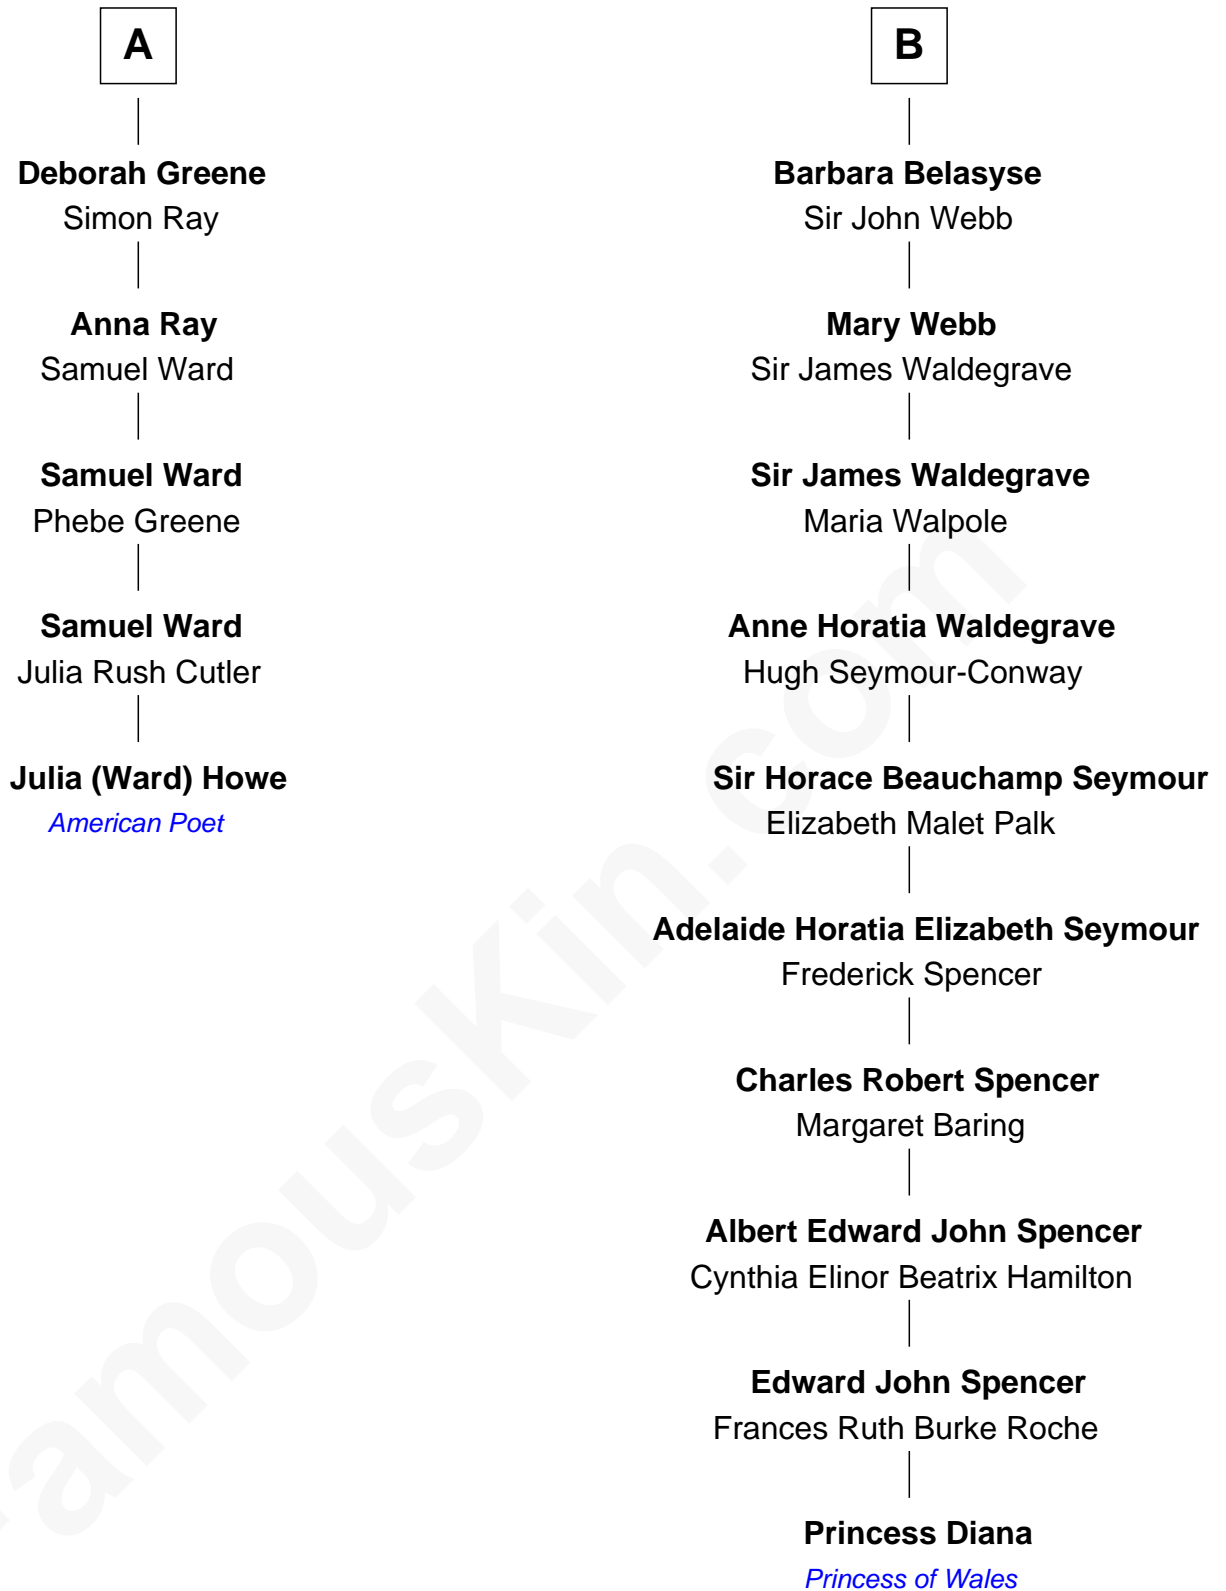 A
Deborah Greene
Simon Ray
Anna Ray
Samuel Ward
Samuel Ward
Phebe Greene
Samuel Ward
Julia Rush Cutler
Julia (Ward) Howe
American Poet
B
Barbara Belasyse
Sir John Webb
Mary Webb
Sir James Waldegrave
Sir James Waldegrave
Maria Walpole
Anne Horatia Waldegrave
Hugh Seymour-Conway
Sir Horace Beauchamp Seymour
Elizabeth Malet Palk
Adelaide Horatia Elizabeth Seymour
Frederick Spencer
Charles Robert Spencer
Margaret Baring
Albert Edward John Spencer
Cynthia Elinor Beatrix Hamilton
Edward John Spencer
Frances Ruth Burke Roche
Princess Diana
Princess of Wales
amousKin.com